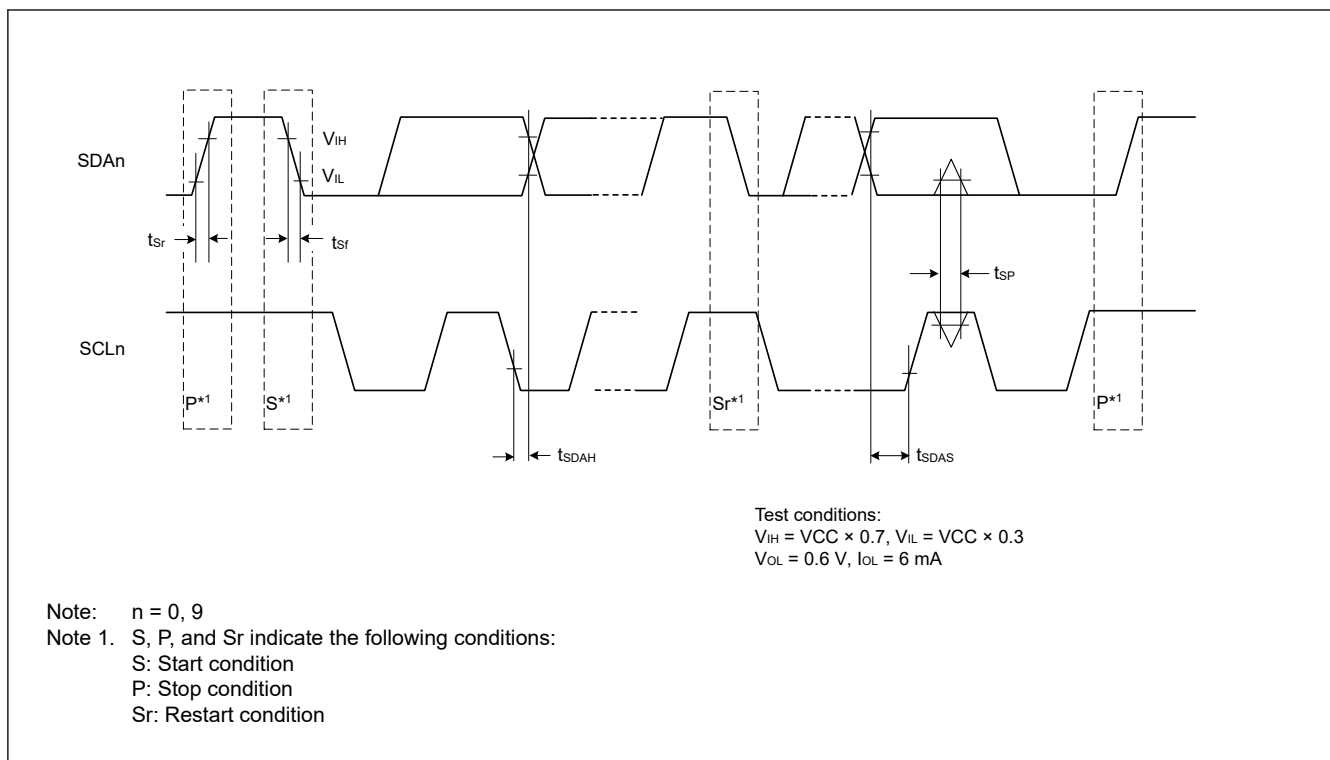 SDAn
VIH
VIL
tSr
tSf
tSP
SCLn
P*1
S*1
Sr*1
P*1
tSDAH
tSDAS
Test conditions:
VIH = VCC × 0.7, VIL = VCC × 0.3
VOL = 0.6 V, IOL = 6 mA
Note: n = 0, 9
Note 1. S, P, and Sr indicate the following conditions:
S: Start condition
P: Stop condition
Sr: Restart condition